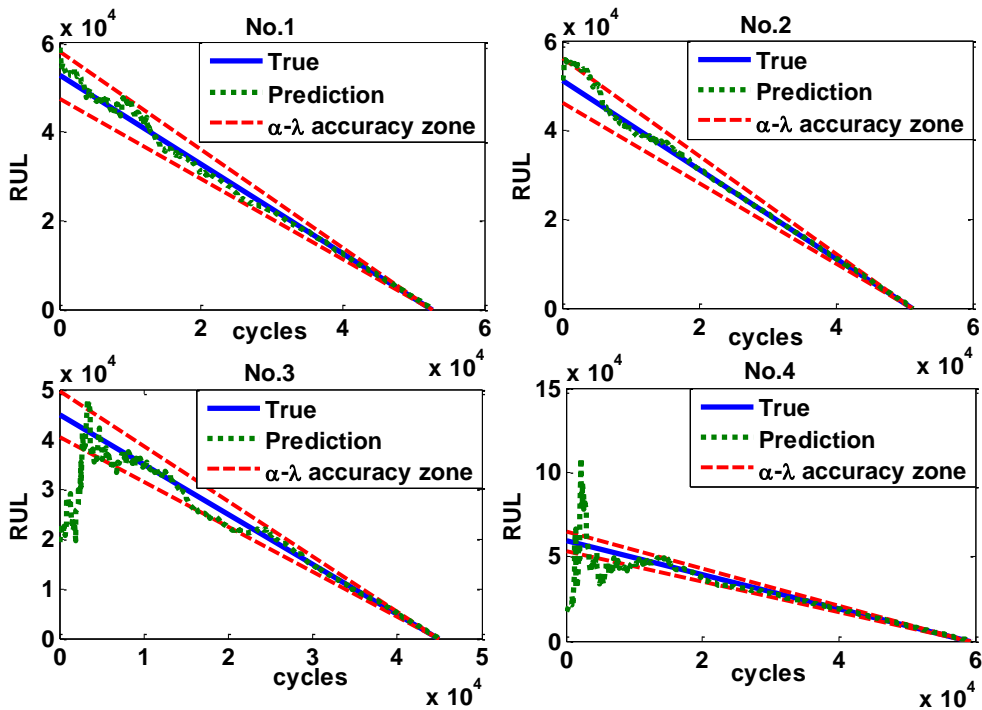 x 10^4
No.1
6
4
2
0
RUL
True
Prediction
α-λ accuracy zone
0
2
4
6
cycles
x 10^4
x 10^4
No.2
6
4
2
0
RUL
True
Prediction
α-λ accuracy zone
0
2
4
6
cycles
x 10^4
x 10^4
No.3
5
4
3
2
1
0
RUL
True
Prediction
α-λ accuracy zone
0
1
2
3
4
5
cycles
x 10^4
x 10^4
No.4
15
10
5
0
RUL
True
Prediction
α-λ accuracy zone
0
2
4
6
cycles
x 10^4